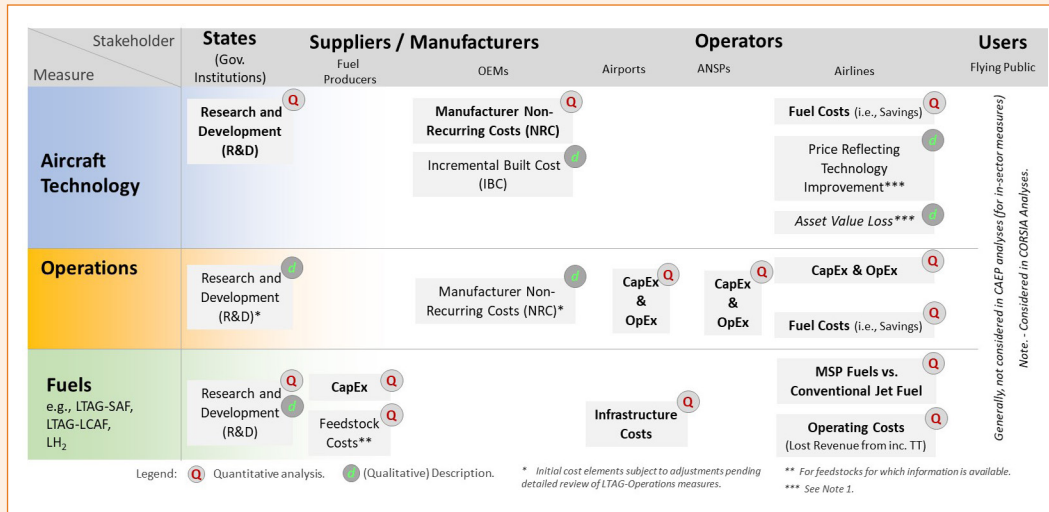 Stakeholder
Measure
States
(Gov.
Institutions)
Suppliers / Manufacturers
Fuel
Producers
OEMs
Operators
Airports
ANSPs
Airlines
Users
Flying Public
Aircraft
Technology
Research and
Development
(R&D)
Q
Manufacturer Non-
Recurring Costs (NRC)
Q
Incremental Built Cost
(IBC)
d
Fuel Costs (i.e., Savings)
Q
Price Reflecting
Technology
Improvement***
d
Asset Value Loss***
d
Operations
Research and
Development
(R&D)*
d
Manufacturer Non-
Recurring Costs (NRC)*
d
CapEx
&
OpEx
Q
CapEx
&
OpEx
Q
CapEx & OpEx
Q
Fuel Costs (i.e., Savings)
Q
Fuels
e.g., LTAG-SAF,
LTAG-LCAF,
LH2
Research and
Development
(R&D)
Q
d
CapEx
Q
Feedstock
Costs**
Q
Infrastructure
Costs
Q
MSP Fuels vs.
Conventional Jet Fuel
Q
Operating Costs
(Lost Revenue from inc. TT)
Q
Generally, not considered in CAEP analyses (for in-sector measures)
Note. - Considered in CORSIA Analyses.
Legend: Q Quantitative analysis. d (Qualitative) Description.
* Initial cost elements subject to adjustments pending
detailed review of LTAG-Operations measures.
** For feedstocks for which information is available.
*** See Note 1.